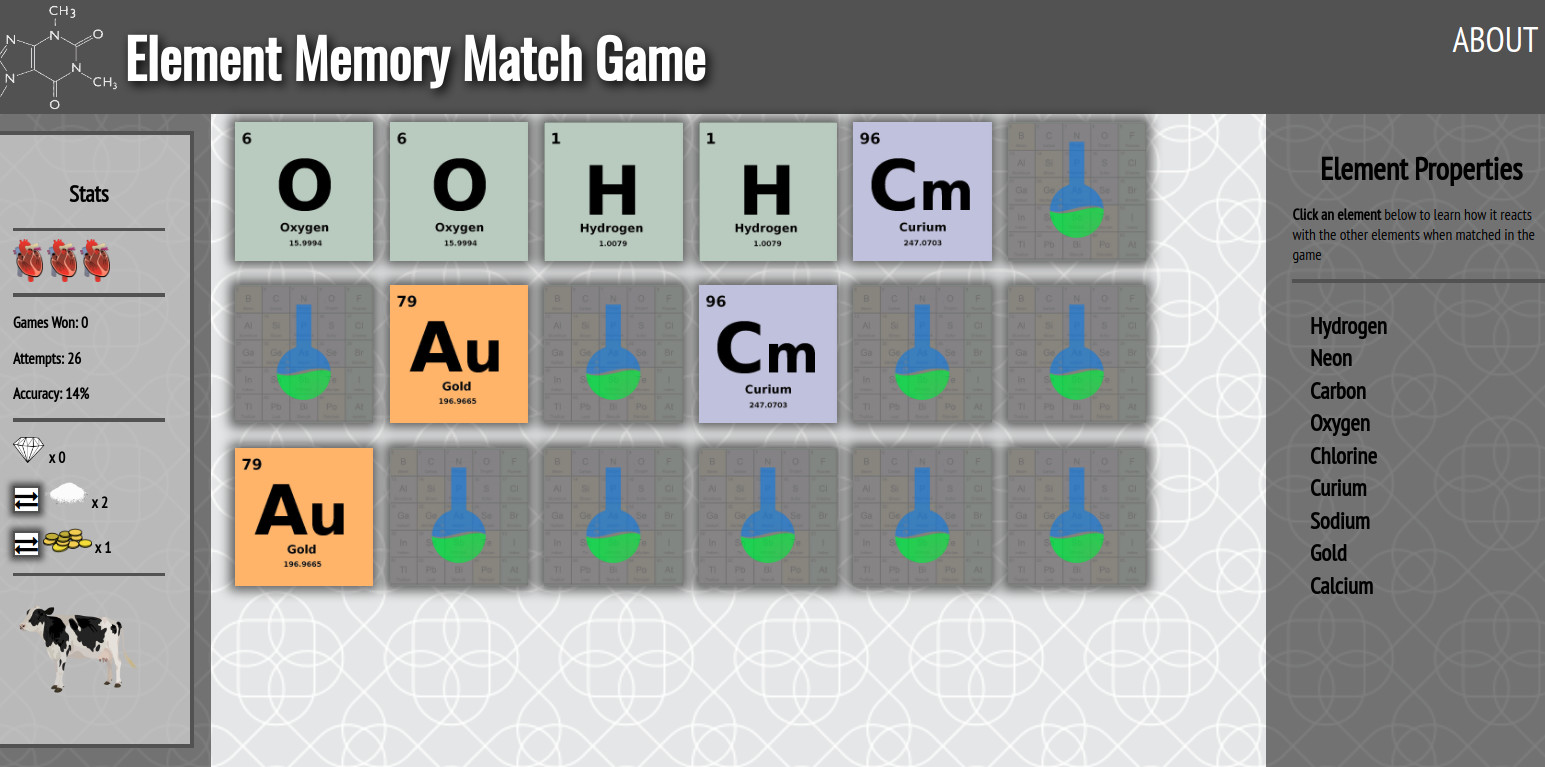 CH3
N
O
N
N
N
CH3
O
Element Memory Match Game
ABOUT
Stats
Games Won: 0
Attempts: 26
Accuracy: 14%
x 0
x 2
x 1
6
O
Oxygen
15.9994
6
O
Oxygen
15.9994
1
H
Hydrogen
1.0079
1
H
Hydrogen
1.0079
96
Cm
Curium
247.0703
79
Au
Gold
196.9665
96
Cm
Curium
247.0703
79
Au
Gold
196.9665
Element Properties
Click an element below to learn how it reacts
with the other elements when matched in the
game
Hydrogen
Neon
Carbon
Oxygen
Chlorine
Curium
Sodium
Gold
Calcium